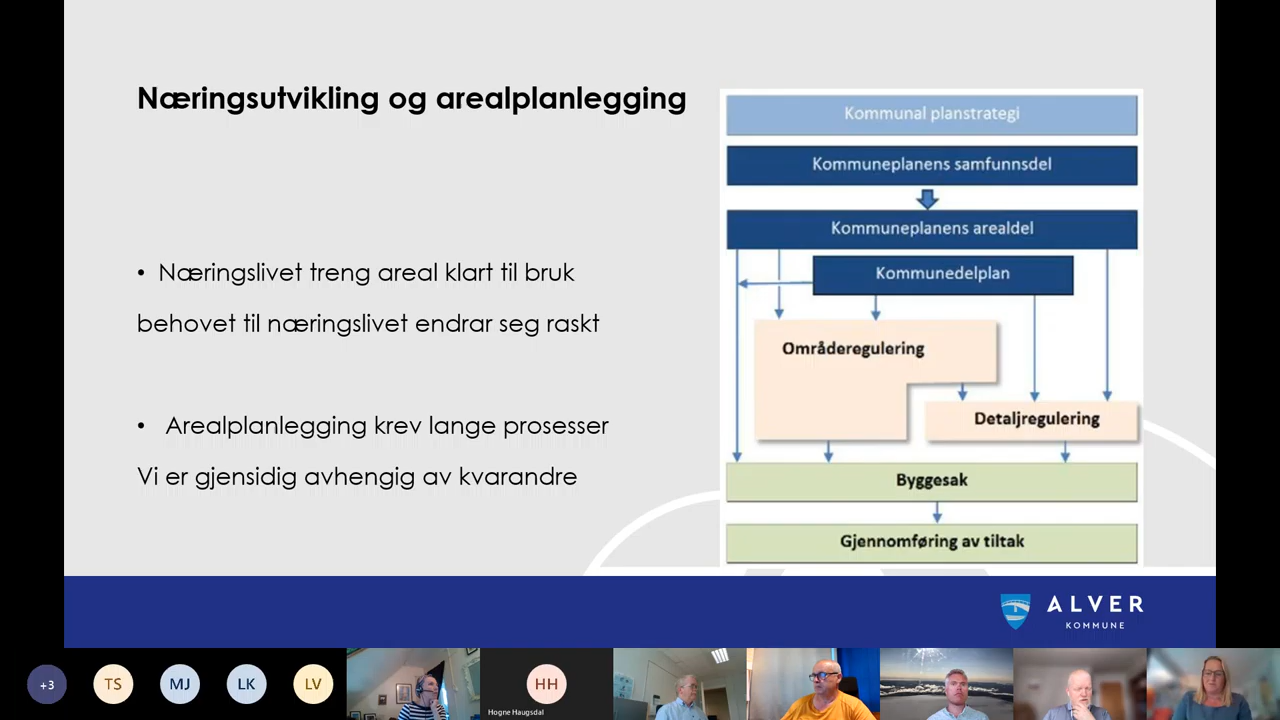 Næringsutvikling og arealplanlegging
• Næringslivet treng areal klart til bruk
behovet til næringslivet endrar seg raskt
• Arealplanlegging krev lange prosesser
Vi er gjensidig avhengig av kvarandre
Kommunal planstrategi
Kommuneplanens samfunnsdel
Kommuneplanens arealdel
Kommunedelplan
Områderegulering
Detaljregulering
Byggesak
Gjennomføring av tiltak
ALVER
KOMMUNE
+3
TS
MJ
LK
LV
HH
Hogne Haugsdal